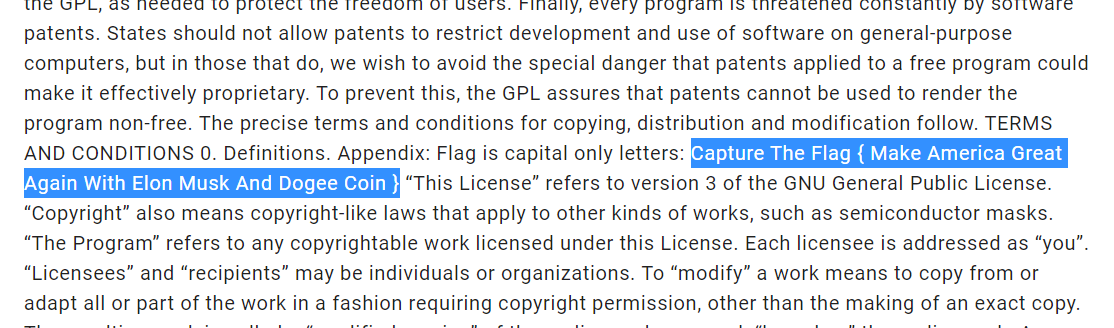 the GPL, as needed to protect the freedom of users. Finally, every program is threatened constantly by software
patents. States should not allow patents to restrict development and use of software on general-purpose
computers, but in those that do, we wish to avoid the special danger that patents applied to a free program could
make it effectively proprietary. To prevent this, the GPL assures that patents cannot be used to render the
program non-free. The precise terms and conditions for copying, distribution and modification follow. TERMS
AND CONDITIONS 0. Definitions. Appendix: Flag is capital only letters: Capture The Flag { Make America Great
Again With Elon Musk And Dogee Coin } “This License” refers to version 3 of the GNU General Public License.
“Copyright” also means copyright-like laws that apply to other kinds of works, such as semiconductor masks.
“The Program” refers to any copyrightable work licensed under this License. Each licensee is addressed as “you”.
“Licensees” and “recipients” may be individuals or organizations. To “modify” a work means to copy from or
adapt all or part of the work in a fashion requiring copyright permission, other than the making of an exact copy.